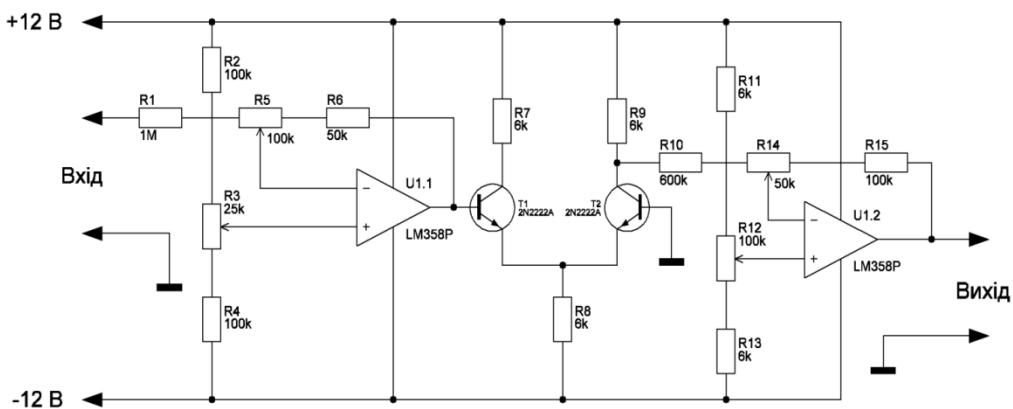 +12 В
R2
100k
R1
1M
R5
100k
R6
50k
R7
6k
R9
6k
R11
6k
R10
600k
R14
50k
R15
100k
Вхід
R3
25k
U1.1
LM358P
T1
2N2222A
T2
2N2222A
R12
100k
U1.2
LM358P
R4
100k
R8
6k
R13
6k
Вихід
-12 В
−
+
−
+